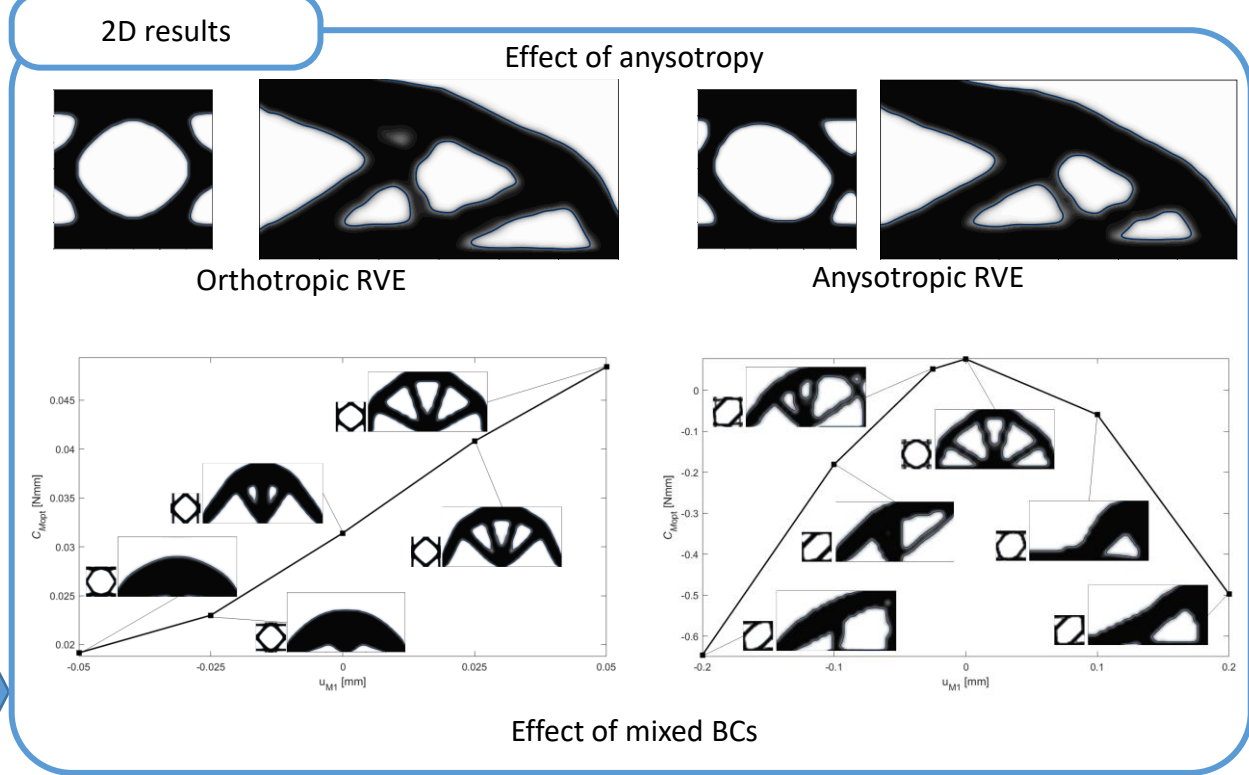 2D results
Effect of anysotropy
Orthotropic RVE
Anysotropic RVE
C_Mopt [Nmm]
0.045
0.04
0.035
0.03
0.025
0.02
-0.05
-0.025
0
0.025
0.05
u_M1 [mm]
C_Mopt [Nmm]
0
-0.1
-0.2
-0.3
-0.4
-0.5
-0.6
-0.2
-0.1
0
0.1
0.2
u_M1 [mm]
Effect of mixed BCs